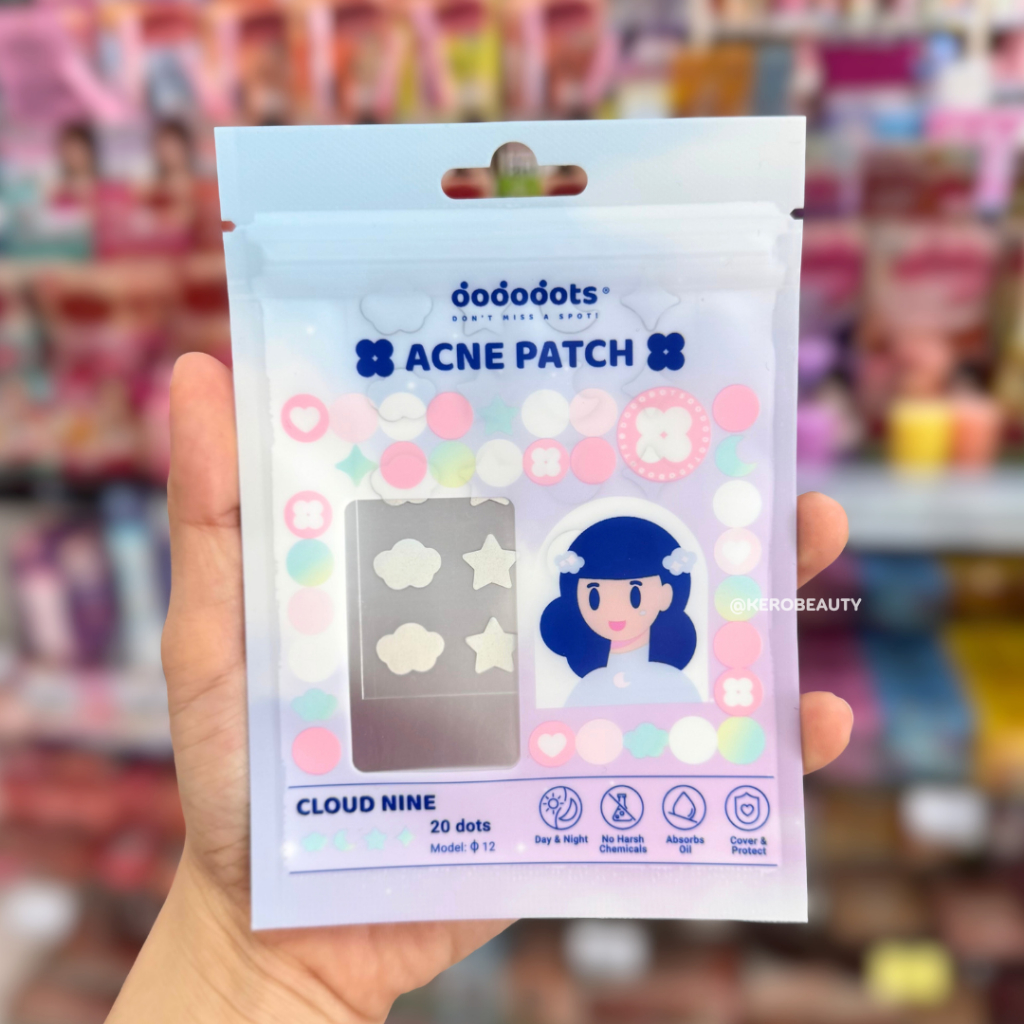 dododots®
DON'T MISS A SPOT!
ACNE PATCH
@KEROBEAUTY
CLOUD NINE
20 dots
Model: ɸ 12
Day & Night
No Harsh
Chemicals
Absorbs
Oil
Cover &
Protect